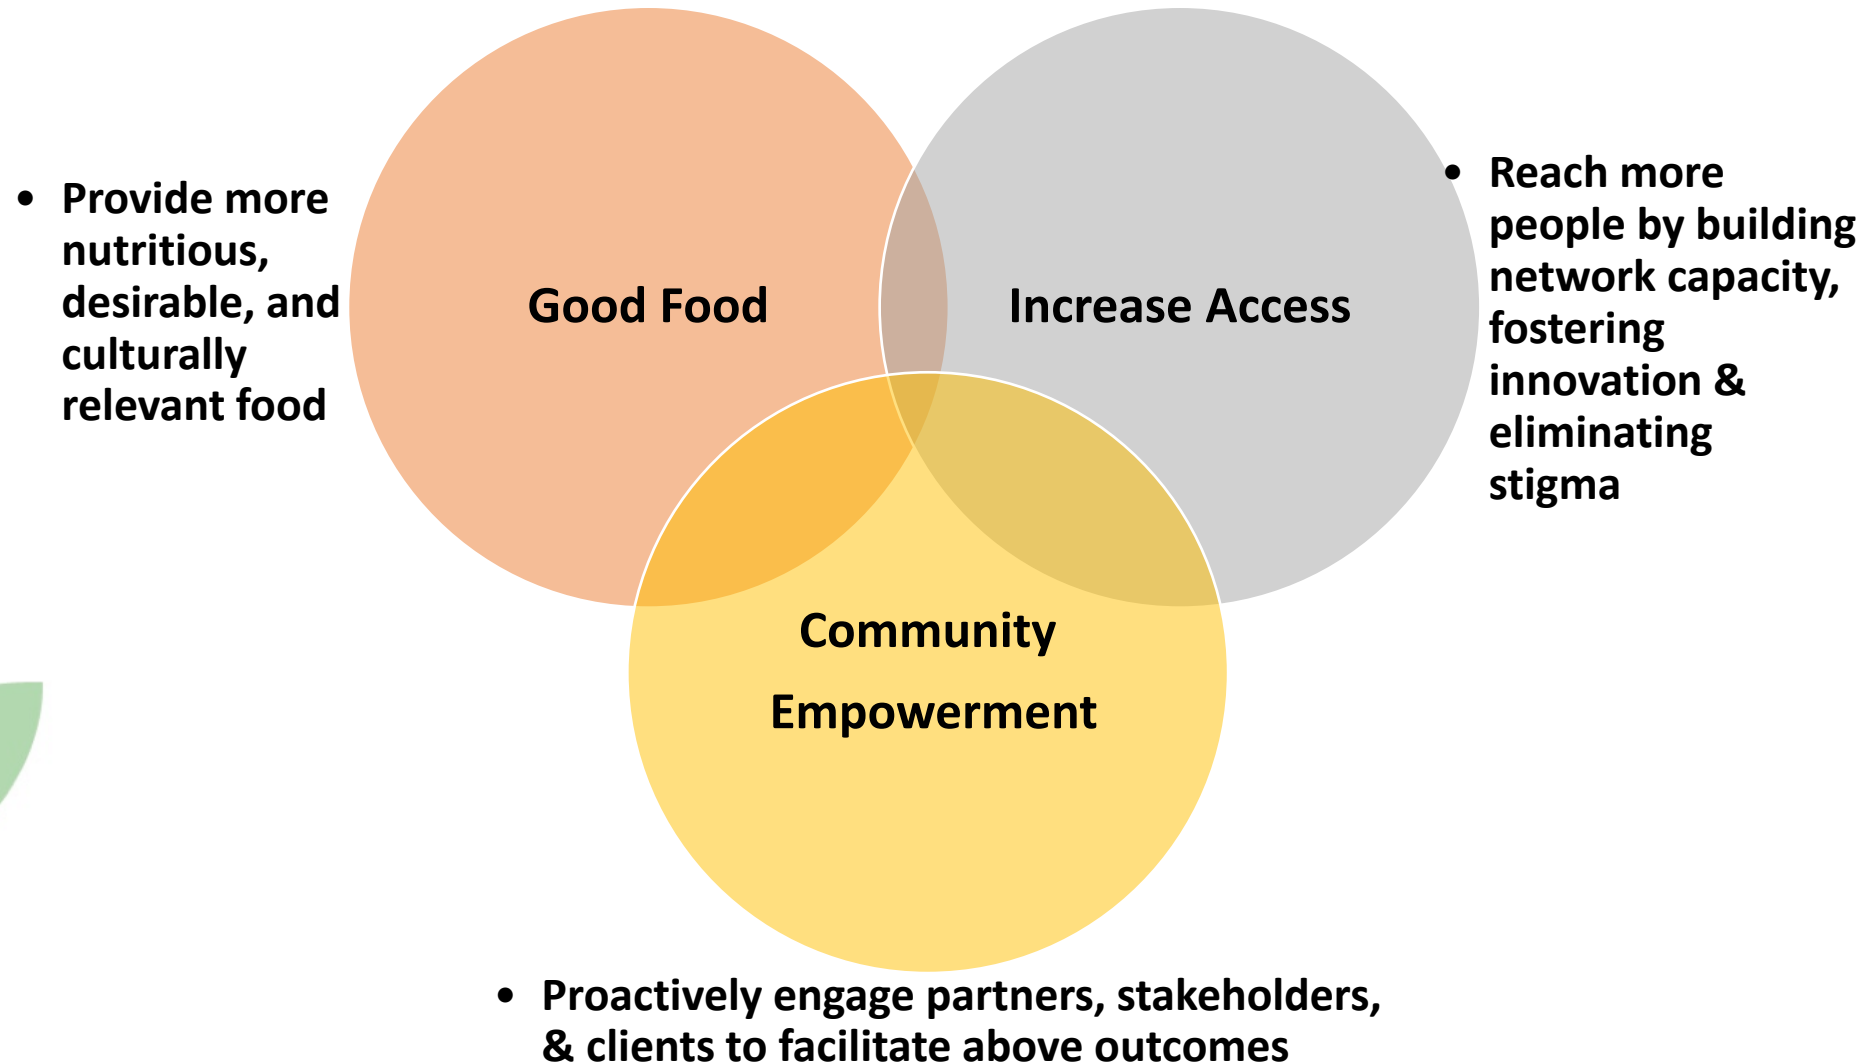 • Provide more
nutritious,
desirable, and
culturally
relevant food
Good Food
Increase Access
• Reach more
people by building
network capacity,
fostering
innovation &
eliminating
stigma
Community
Empowerment
• Proactively engage partners, stakeholders,
& clients to facilitate above outcomes